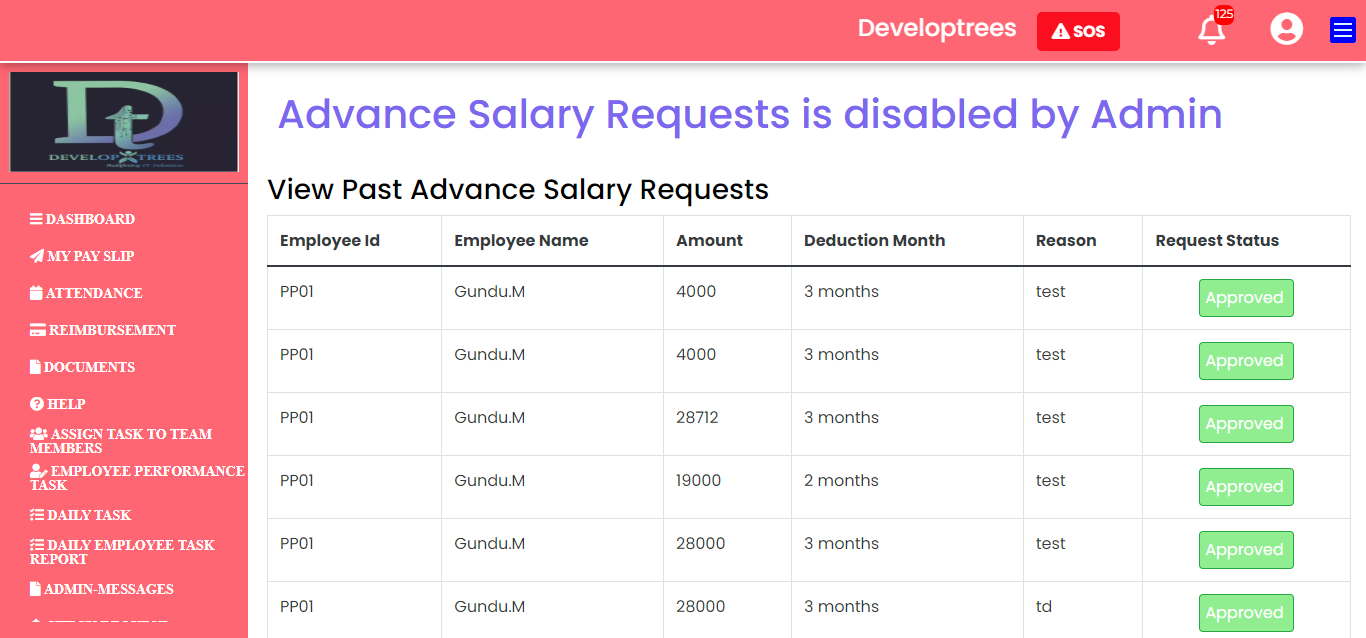 Developtrees
SOS
125
Dt
DEVELOP TREES
Advance Salary Requests is disabled by Admin
View Past Advance Salary Requests
Employee Id Employee Name Amount Deduction Month Reason Request Status
PP01 Gundu.M 4000 3 months test Approved
PP01 Gundu.M 4000 3 months test Approved
PP01 Gundu.M 28712 3 months test Approved
PP01 Gundu.M 19000 2 months test Approved
PP01 Gundu.M 28000 3 months test Approved
PP01 Gundu.M 28000 3 months td Approved
DASHBOARD
MY PAY SLIP
ATTENDANCE
REIMBURSEMENT
DOCUMENTS
HELP
ASSIGN TASK TO TEAM
MEMBERS
EMPLOYEE PERFORMANCE
TASK
DAILY TASK
DAILY EMPLOYEE TASK
REPORT
ADMIN-MESSAGES